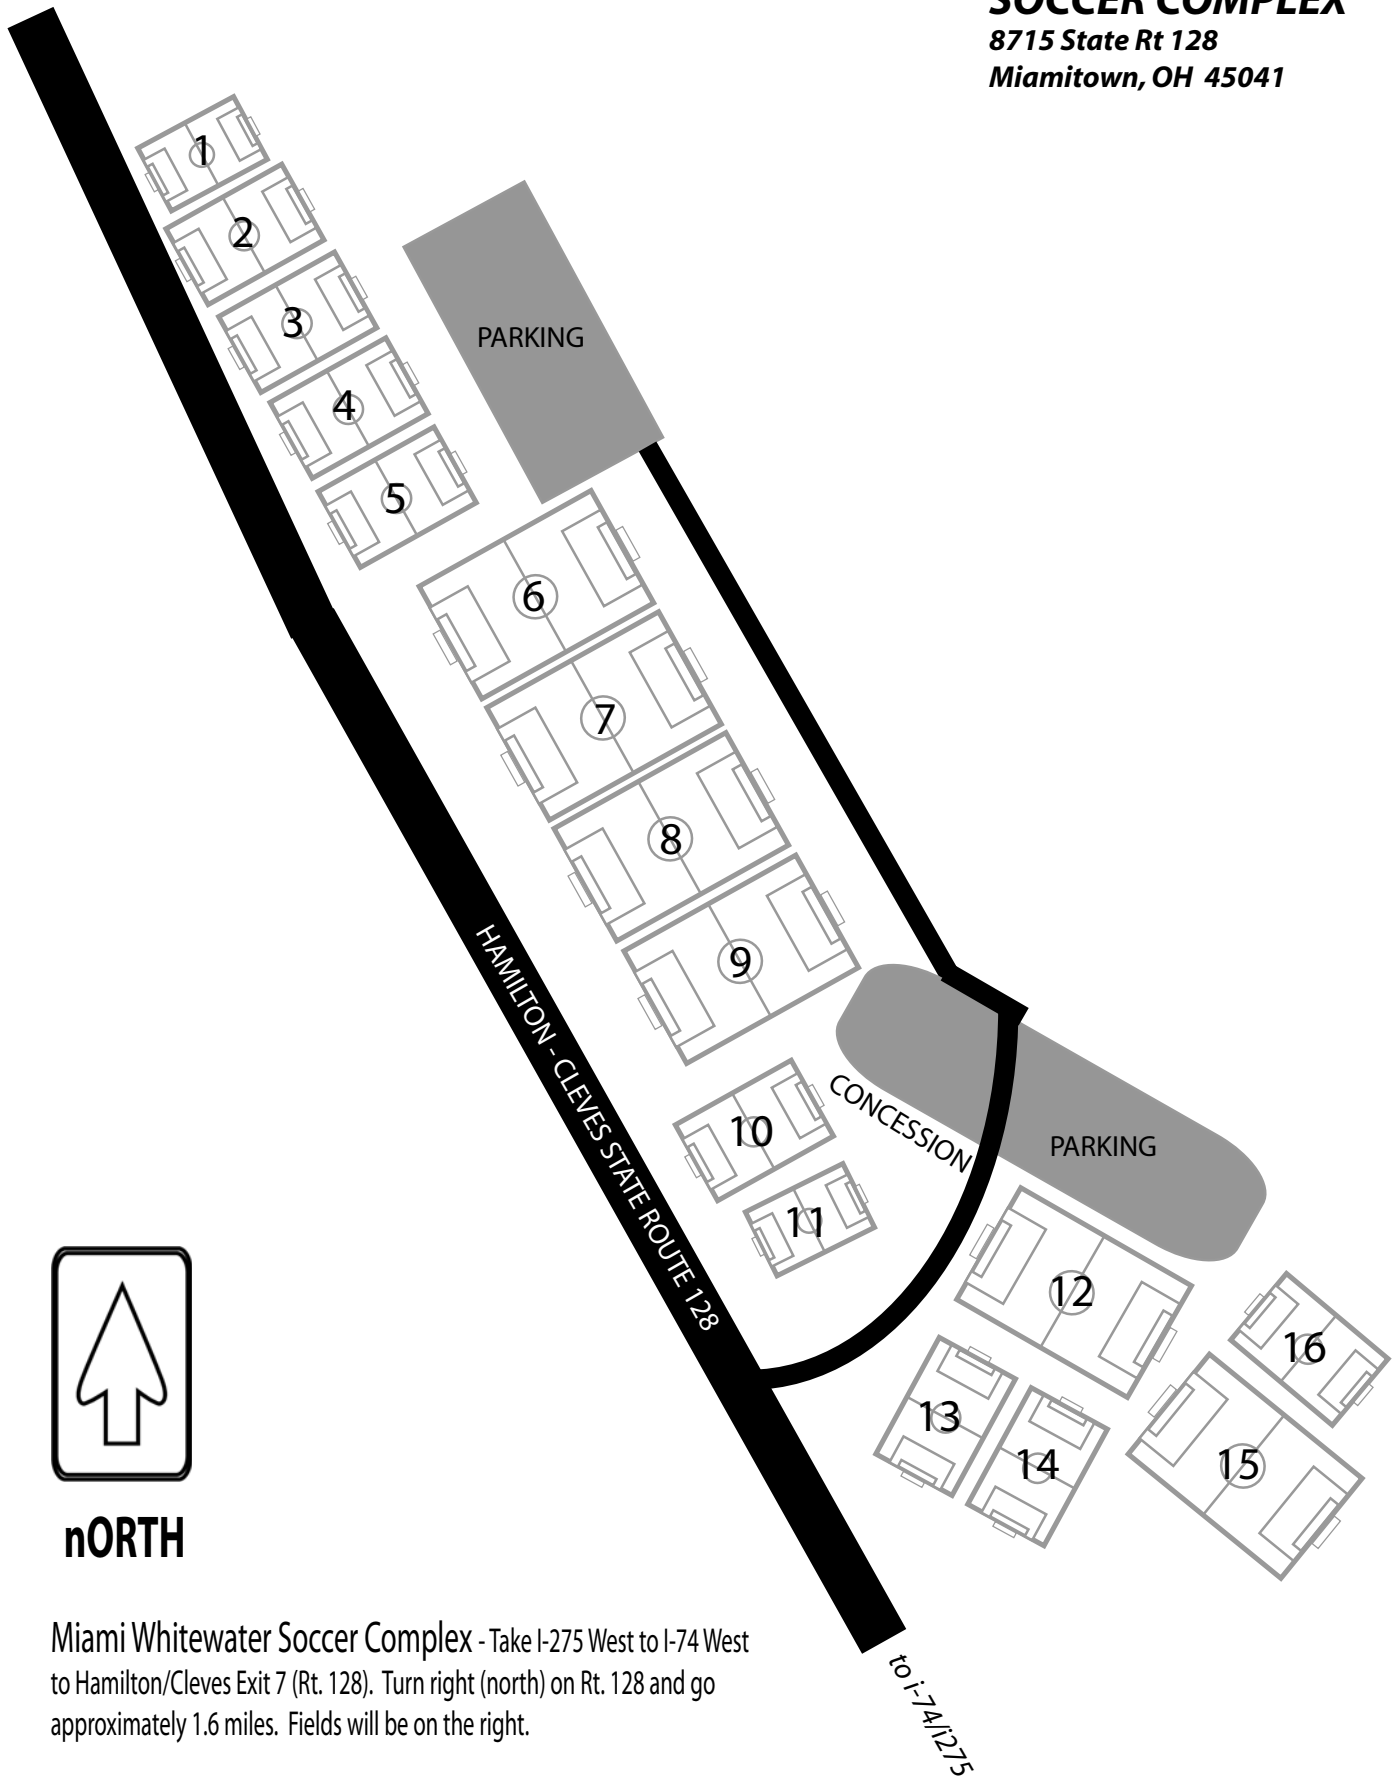 SOCCER COMPLEX
8715 State Rt 128
Miamitown, OH 45041
1
2
3
PARKING
4
5
6
7
8
9
HAMILTON - CLEVES STATE ROUTE 128
CONCESSION
PARKING
10
11
12
16
13
14
15
nORTH
Miami Whitewater Soccer Complex - Take I-275 West to I-74 West
to Hamilton/Cleves Exit 7 (Rt. 128). Turn right (north) on Rt. 128 and go
approximately 1.6 miles. Fields will be on the right.
to i-74/i275